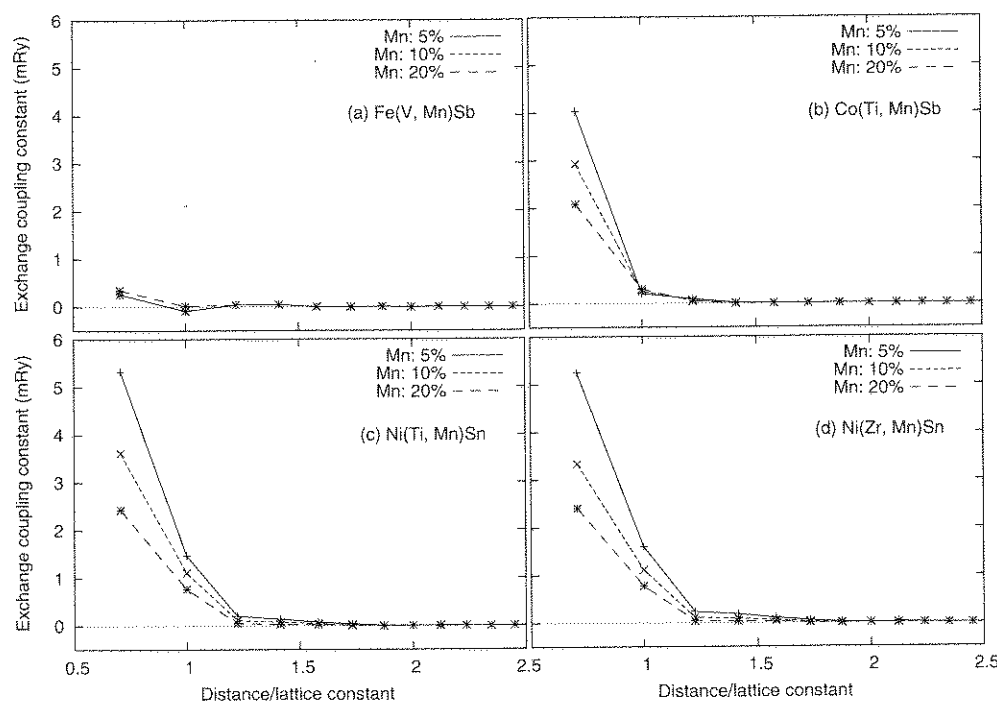 6
5
4
3
2
1
0
Exchange coupling constant (mRy)
Mn: 5%
Mn: 10%
Mn: 20%
(a) Fe(V, Mn)Sb
Mn: 5%
Mn: 10%
Mn: 20%
(b) Co(Ti, Mn)Sb
6
5
4
3
2
1
0
Exchange coupling constant (mRy)
Mn: 5%
Mn: 10%
Mn: 20%
(c) Ni(Ti, Mn)Sn
0.5 1 1.5 2 2.5
Distance/lattice constant
Mn: 5%
Mn: 10%
Mn: 20%
(d) Ni(Zr, Mn)Sn
1 1.5 2 2.5
Distance/lattice constant